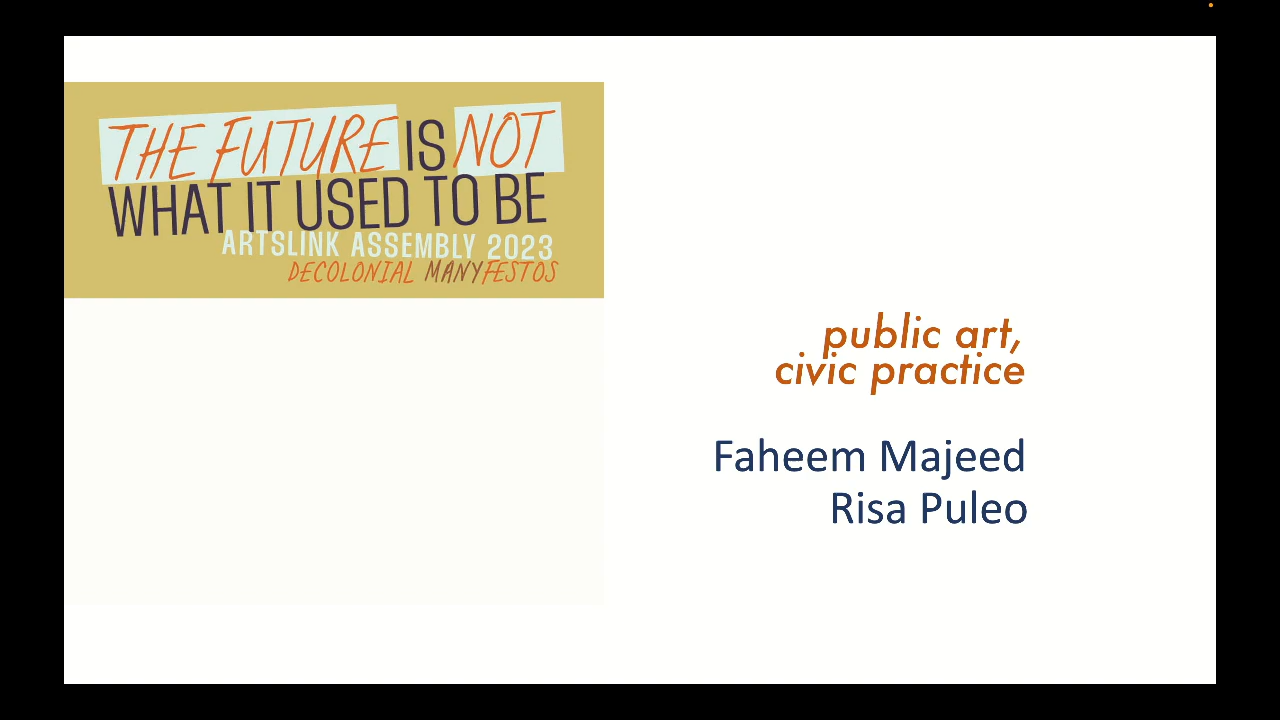 THE FUTURE IS NOT
WHAT IT USED TO BE
ARTSLINK ASSEMBLY 2023
DECOLONIAL MANYFESTOS
public art,
civic practice
Faheem Majeed
Risa Puleo